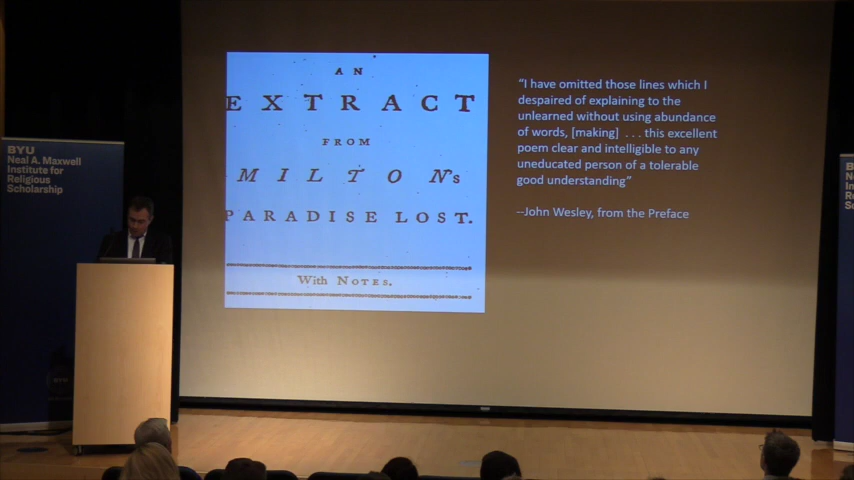 BYU
Neal A. Maxwell
Institute for
Religious
Scholarship
AN
EXTRACT
FROM
MILTON's
PARADISE LOST.
With NOTES.
“I have omitted those lines which I
despaired of explaining to the
unlearned without using abundance
of words, [making] . . . this excellent
poem clear and intelligible to any
uneducated person of a tolerable
good understanding”
--John Wesley, from the Preface